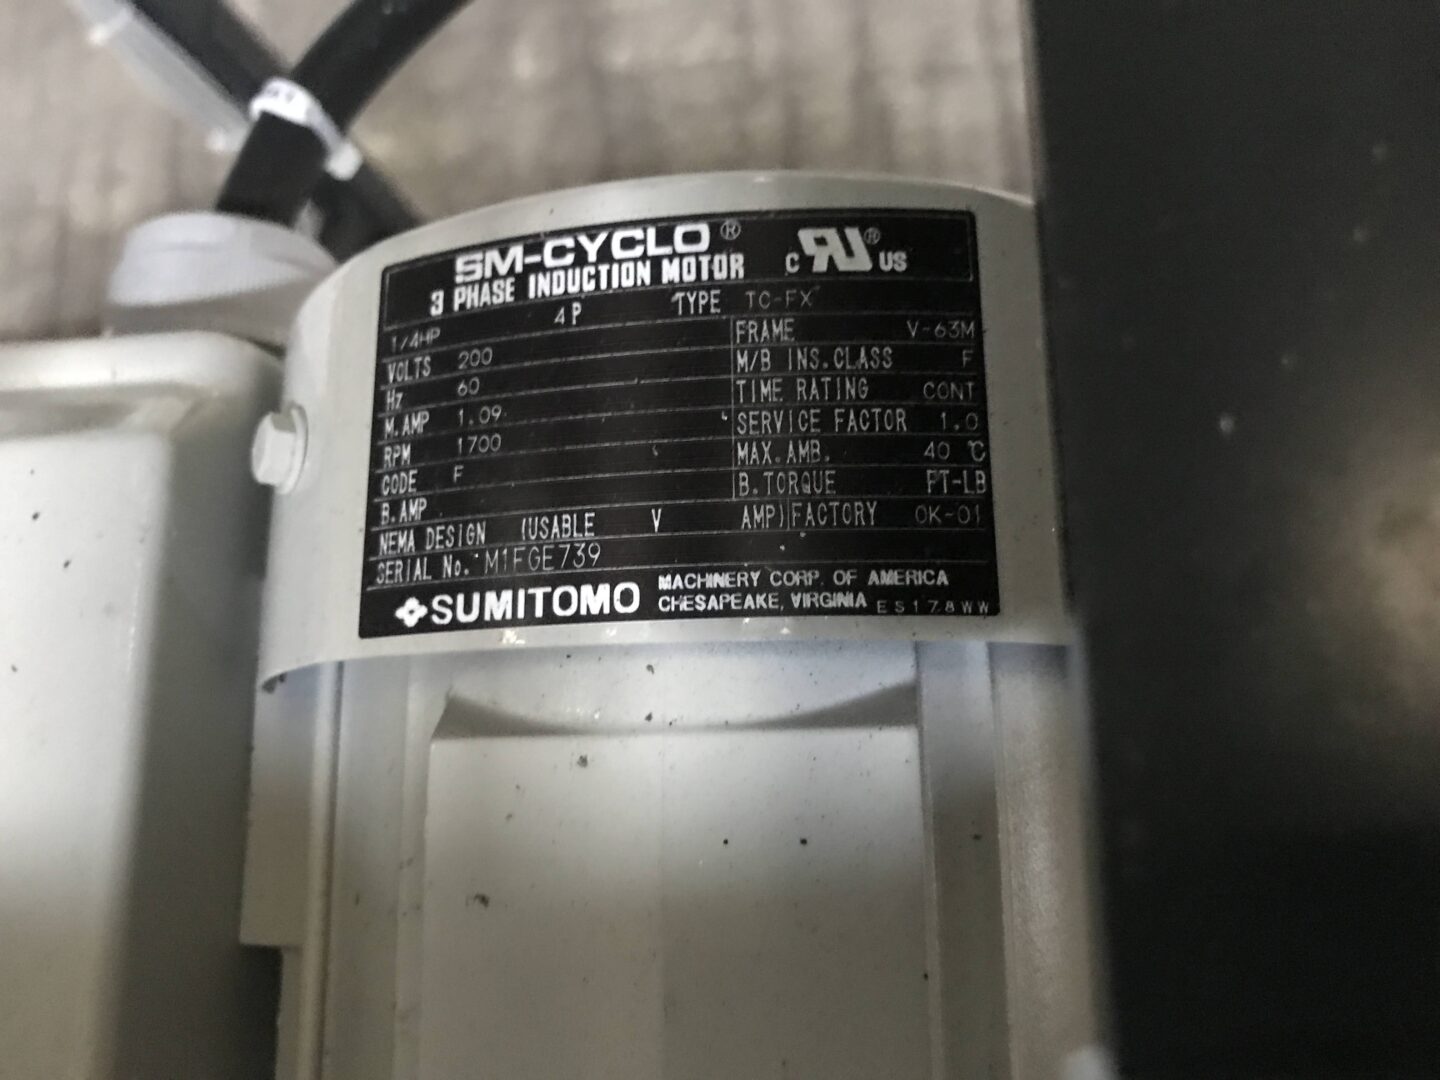 SM-CYCLO®
3 PHASE INDUCTION MOTOR C RU® US
1/4HP 4P TYPE TC-FX
VOLTS 200 FRAME V-63M
Hz 60 M/B INS.CLASS F
M.AMP 1.09 TIME RATING CONT
RPM 1700 SERVICE FACTOR 1.0
CODE F MAX.AMB. 40 ℃
B.AMP B.TORQUE FT-LB
NEMA DESIGN (USABLE V AMP) FACTORY OK-01
SERIAL No. M1FGE739
SUMITOMO MACHINERY CORP. OF AMERICA
CHESAPEAKE, VIRGINIA ES178WW